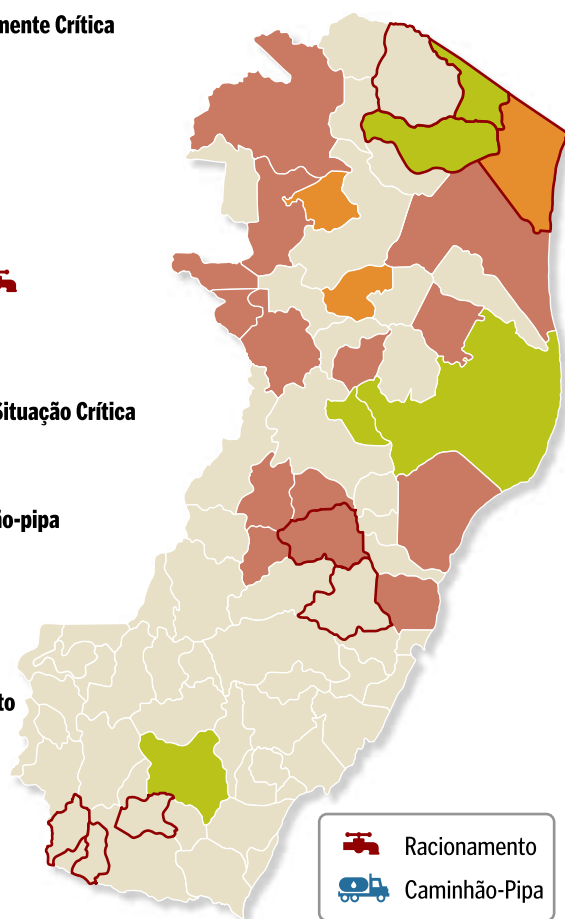 mente Crítica
Situação Crítica
o-pipa
to
Racionamento
Caminhão-Pipa